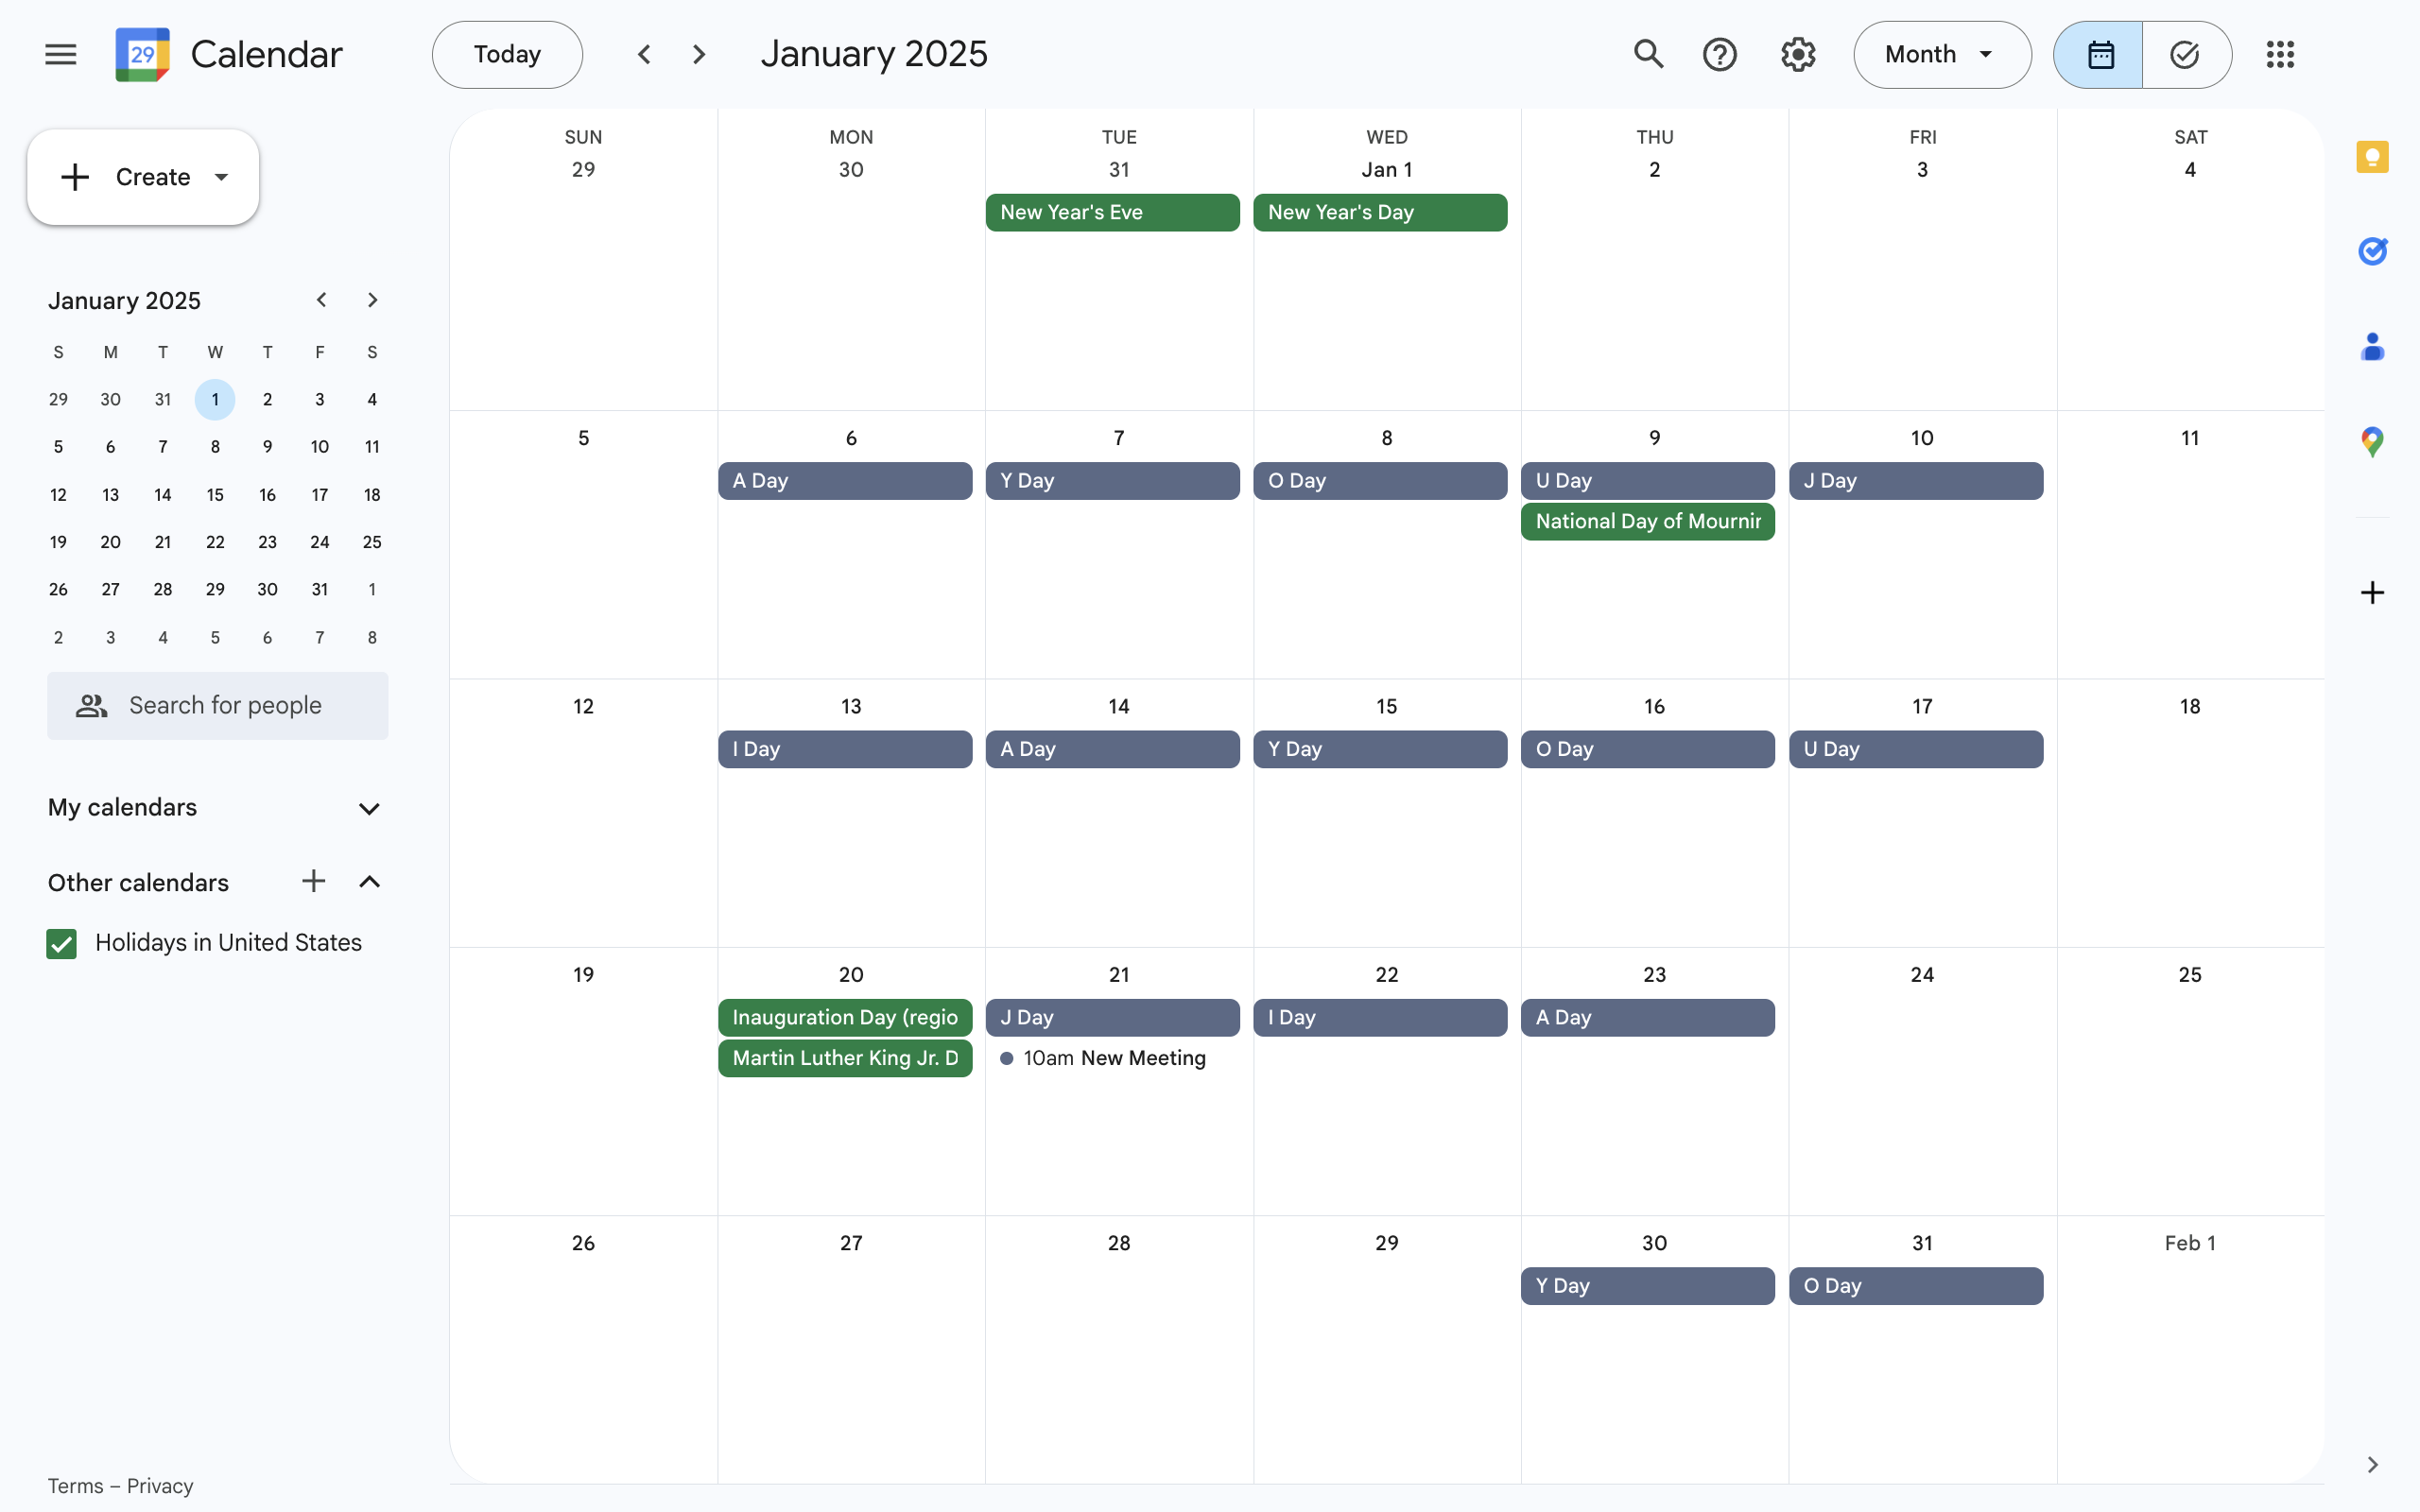 29
Calendar
Today
January 2025
Month
Create
January 2025
S M T W T F S
29 30 31 1 2 3 4
5 6 7 8 9 10 11
12 13 14 15 16 17 18
19 20 21 22 23 24 25
26 27 28 29 30 31 1
2 3 4 5 6 7 8
Search for people
My calendars
Other calendars
Holidays in United States
Terms – Privacy
SUN MON TUE WED THU FRI SAT
29 30 31 Jan 1 2 3 4
New Year's Eve New Year's Day
5 6 7 8 9 10 11
A Day Y Day O Day U Day J Day
National Day of Mournin
12 13 14 15 16 17 18
I Day A Day Y Day O Day U Day
19 20 21 22 23 24 25
Inauguration Day (regio J Day I Day A Day
Martin Luther King Jr. D 10am New Meeting
26 27 28 29 30 31 Feb 1
Y Day O Day